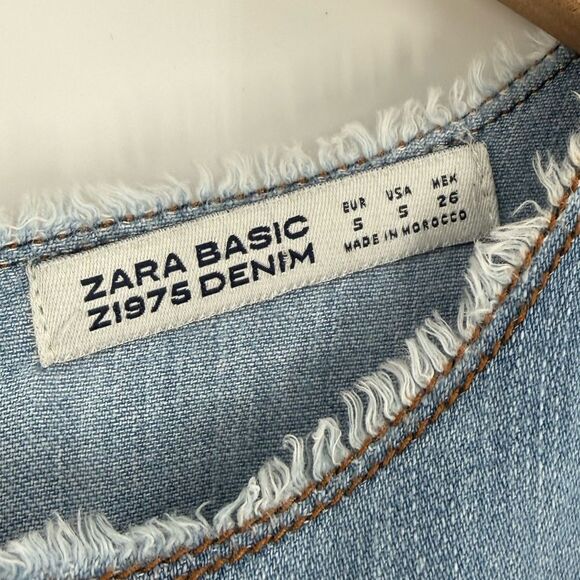 ZARA BASIC
Z1975 DENIM
EUR USA MEX
S S 26
MADE IN MOROCCO